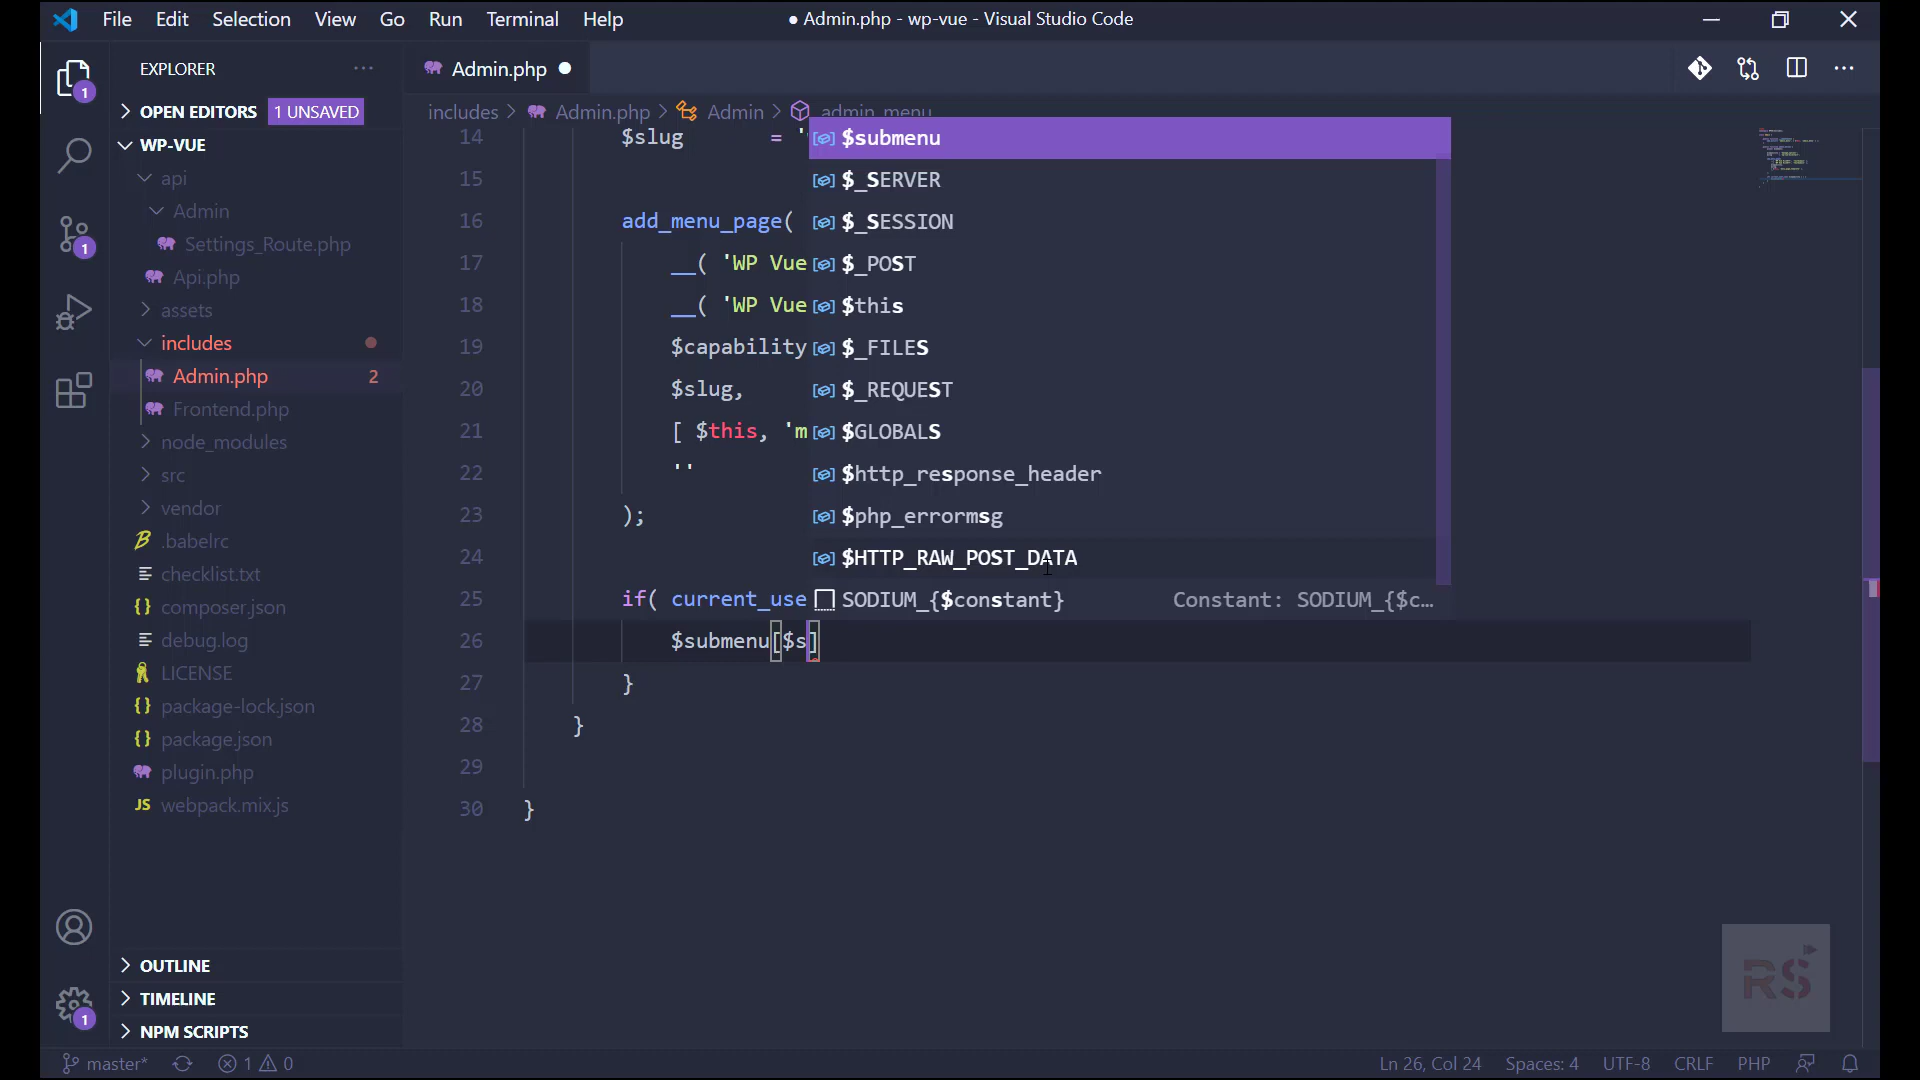 File Edit Selection View Go Run Terminal Help
● Admin.php - wp-vue - Visual Studio Code
EXPLORER
OPEN EDITORS 1 UNSAVED
WP-VUE
api
Admin
Settings_Route.php
Api.php
assets
includes
Admin.php 2
Frontend.php
node_modules
src
vendor
.babelrc
checklist.txt
composer.json
debug.log
LICENSE
package-lock.json
package.json
plugin.php
webpack.mix.js
OUTLINE
TIMELINE
NPM SCRIPTS
1
1
1
Admin.php ●
includes > Admin.php > Admin > admin_menu
14 $slug = '
15
16 add_menu_page(
17 __( 'WP Vue
18 __( 'WP Vue
19 $capability
20 $slug,
21 [ $this, 'm
22 ''
23 );
24
25 if( current_use
26 $submenu[$s]
27 }
28 }
29
30 }
$submenu
$_SERVER
$_SESSION
$_POST
$this
$_FILES
$_REQUEST
$GLOBALS
$http_response_header
$php_errormsg
$HTTP_RAW_POST_DATA
SODIUM_{$constant} Constant: SODIUM_{$c…
RS
master* 1 0
Ln 26, Col 24 Spaces: 4 UTF-8 CRLF PHP